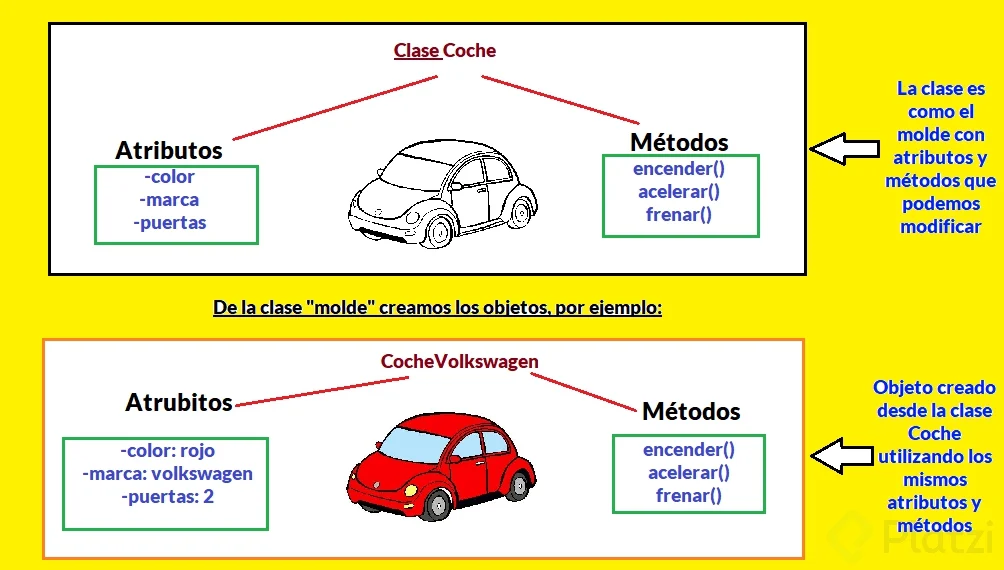 Clase Coche
Atributos
-color
-marca
-puertas
Métodos
encender()
acelerar()
frenar()
La clase es
como el
molde con
atributos y
métodos que
podemos
modificar
De la clase "molde" creamos los objetos, por ejemplo:
CocheVolkswagen
Atrubitos
-color: rojo
-marca: volkswagen
-puertas: 2
Métodos
encender()
acelerar()
frenar()
Objeto creado
desde la clase
Coche
utilizando los
mismos
atributos y
métodos
Platzi